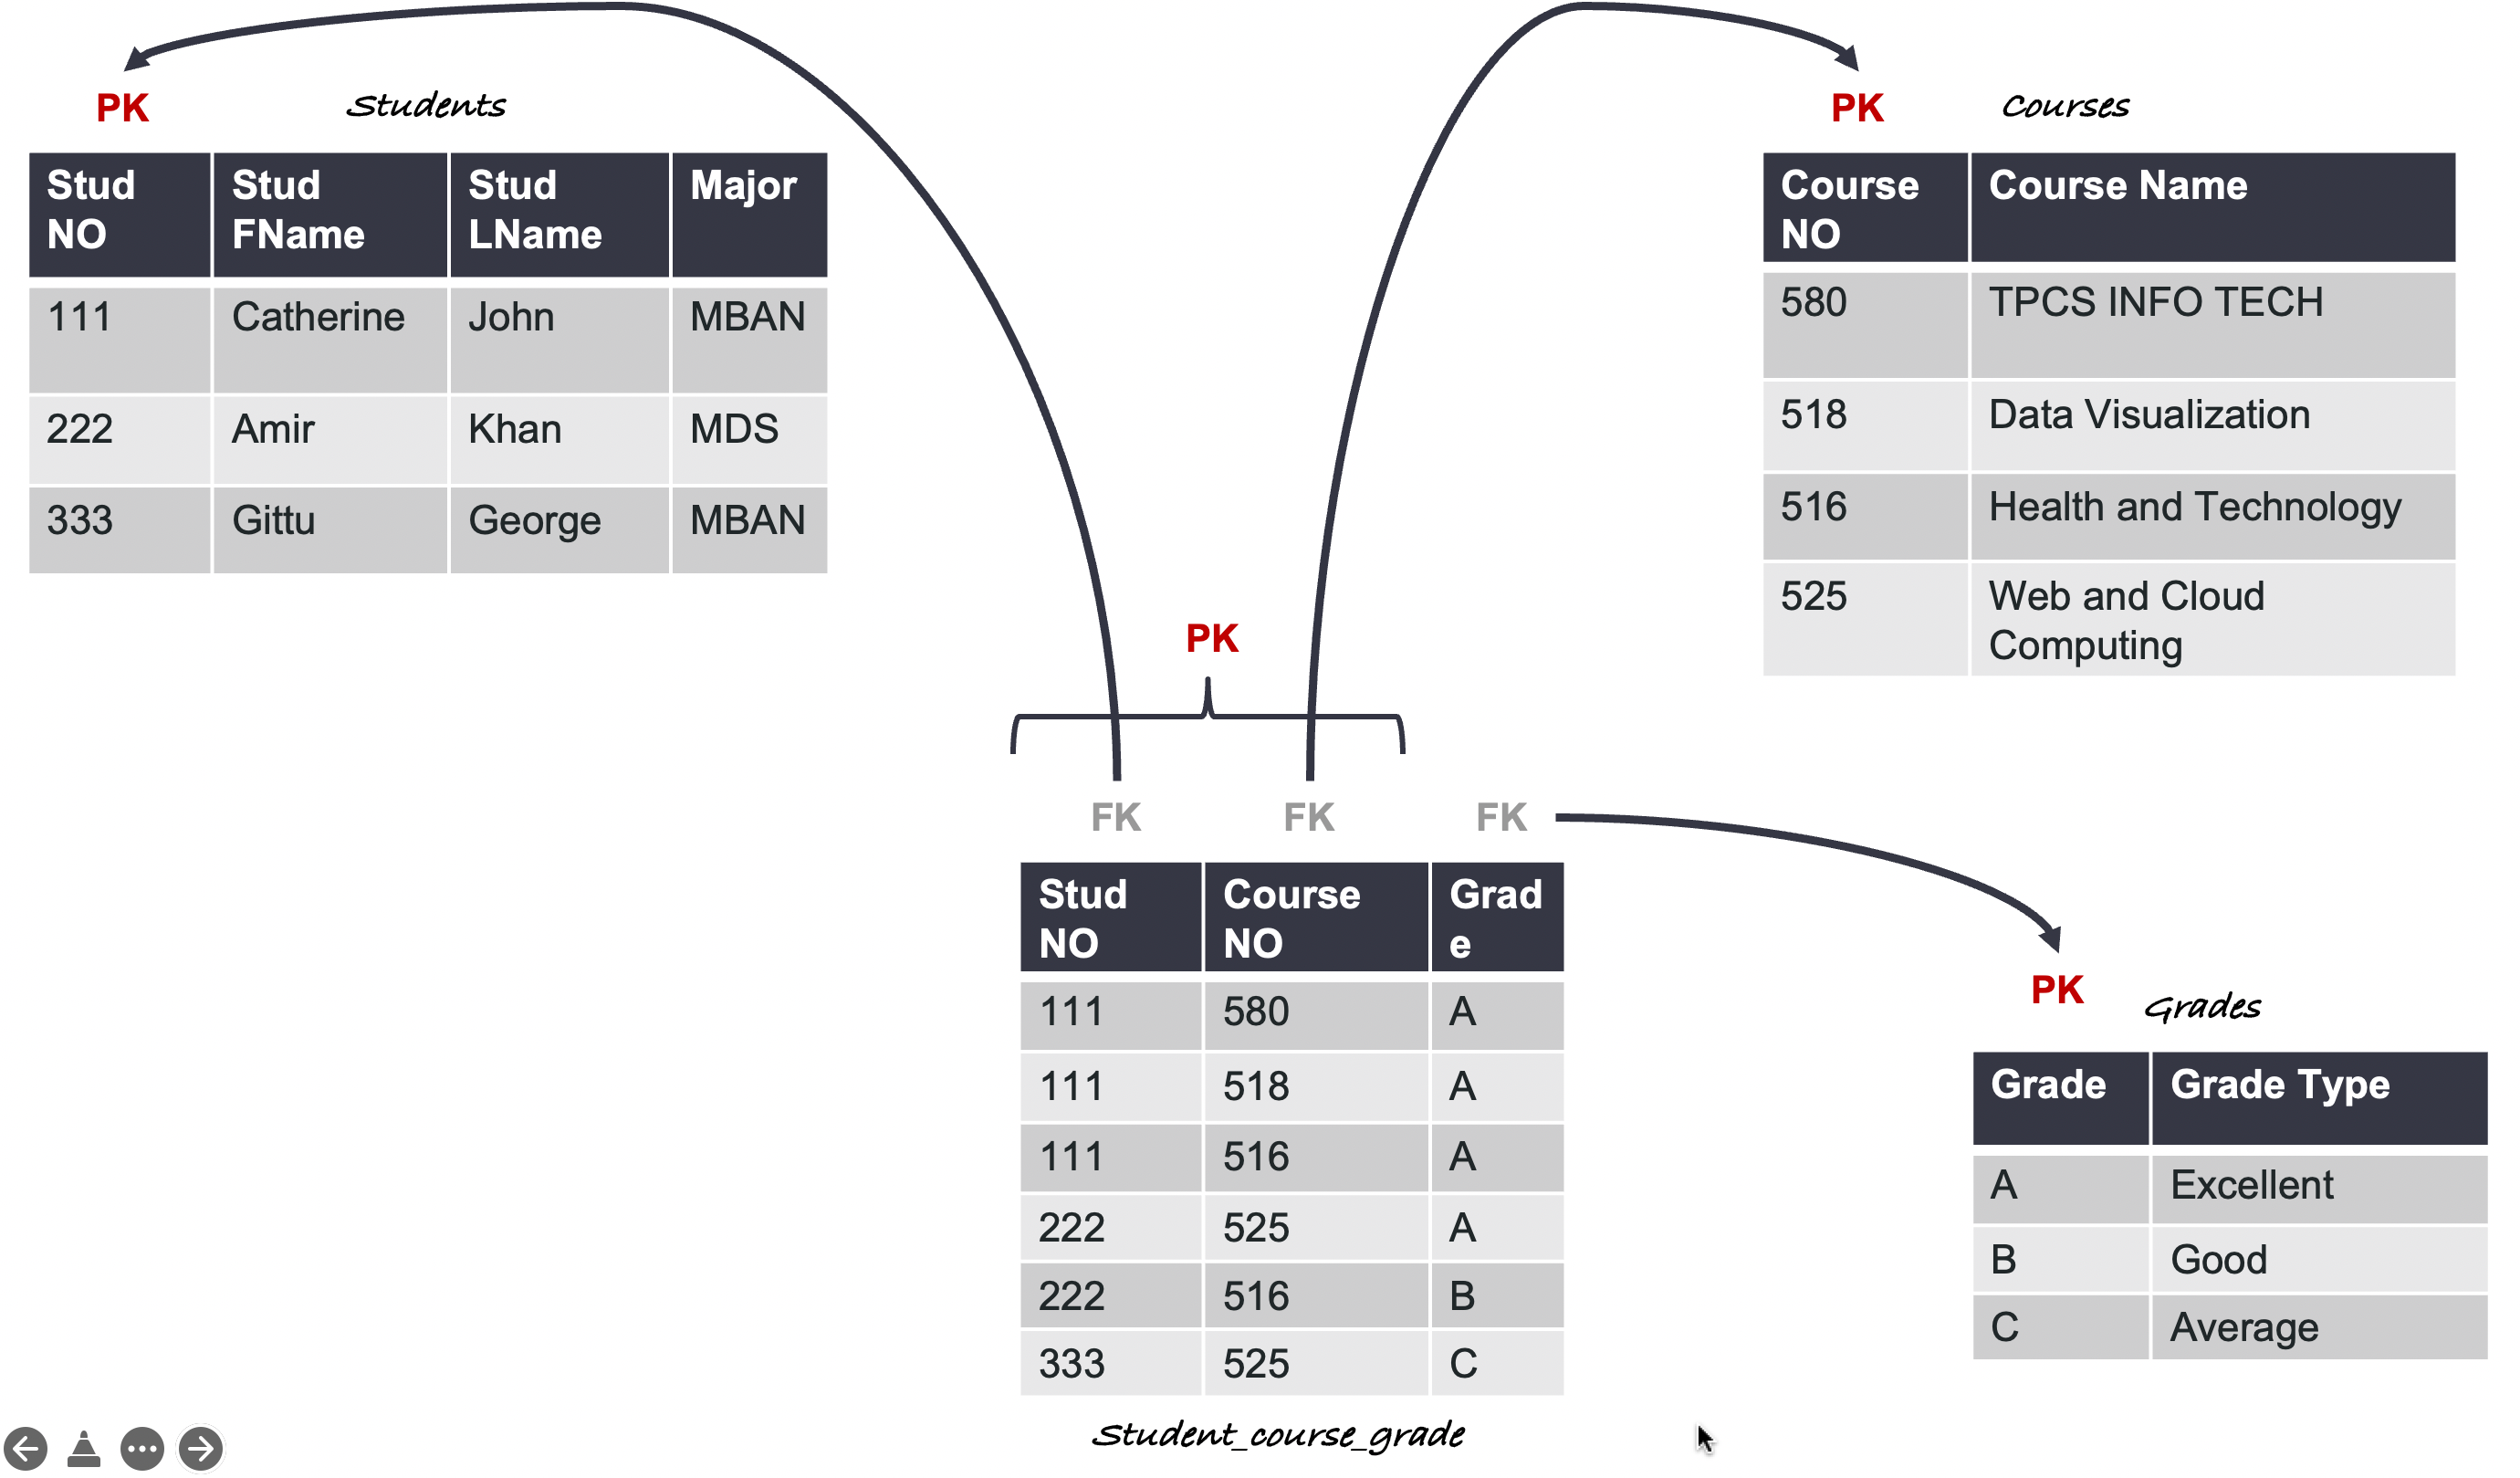 PK Students
Stud NO Stud FName Stud LName Major
111 Catherine John MBAN
222 Amir Khan MDS
333 Gittu George MBAN
PK Courses
Course NO Course Name
580 TPCS INFO TECH
518 Data Visualization
516 Health and Technology
525 Web and Cloud Computing
PK
FK FK FK
Stud NO Course NO Grade
111 580 A
111 518 A
111 516 A
222 525 A
222 516 B
333 525 C
Student_course_grade
PK Grades
Grade Grade Type
A Excellent
B Good
C Average